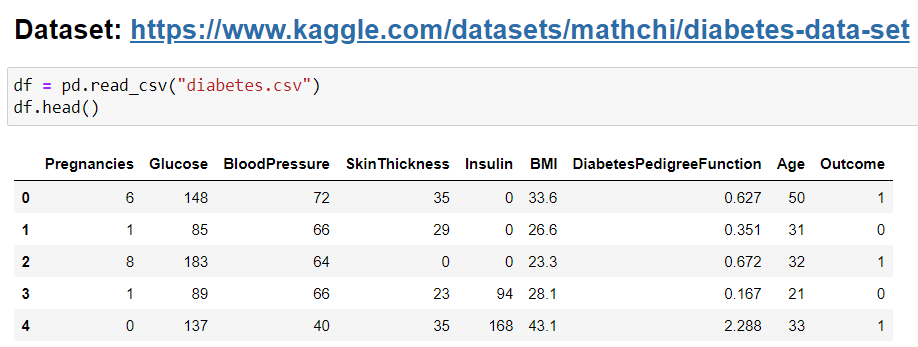 Dataset: https://www.kaggle.com/datasets/mathchi/diabetes-data-set
df = pd.read_csv("diabetes.csv")
df.head()
Pregnancies Glucose BloodPressure SkinThickness Insulin BMI DiabetesPedigreeFunction Age Outcome
0 6 148 72 35 0 33.6 0.627 50 1
1 1 85 66 29 0 26.6 0.351 31 0
2 8 183 64 0 0 23.3 0.672 32 1
3 1 89 66 23 94 28.1 0.167 21 0
4 0 137 40 35 168 43.1 2.288 33 1